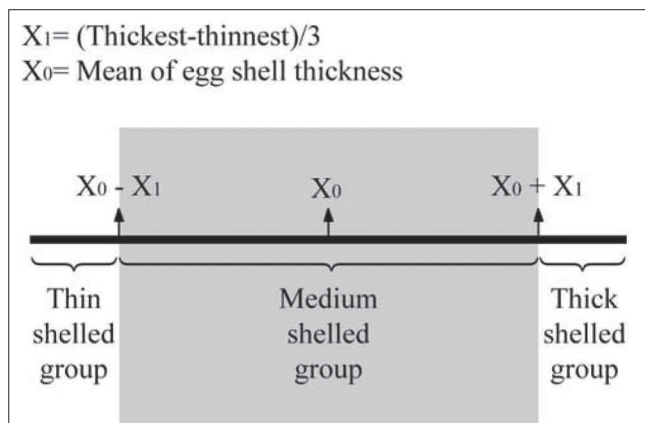 X₁= (Thickest-thinnest)/3
X₀= Mean of egg shell thickness
X₀ - X₁ X₀ X₀ + X₁
Thin Medium Thick
shelled shelled shelled
group group group